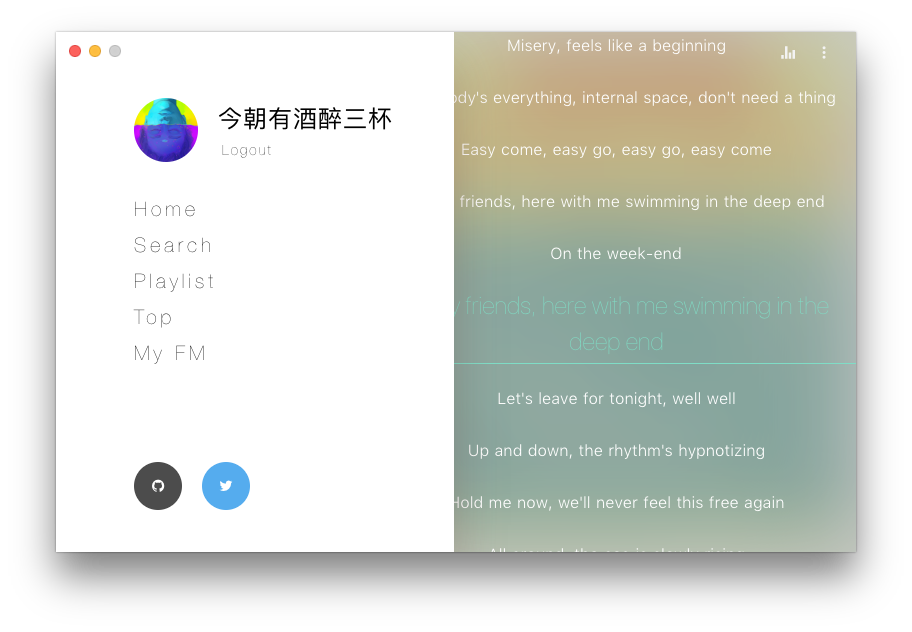 今朝有酒醉三杯
Logout
Home
Search
Playlist
Top
My FM
Misery, feels like a beginning
everything, internal space, don't need a thing
Easy come, easy go, easy go, easy come
friends, here with me swimming in the deep end
On the week-end
friends, here with me swimming in the
deep end
Let's leave for tonight, well well
Up and down, the rhythm's hypnotizing
Hold me now, we'll never feel this free again